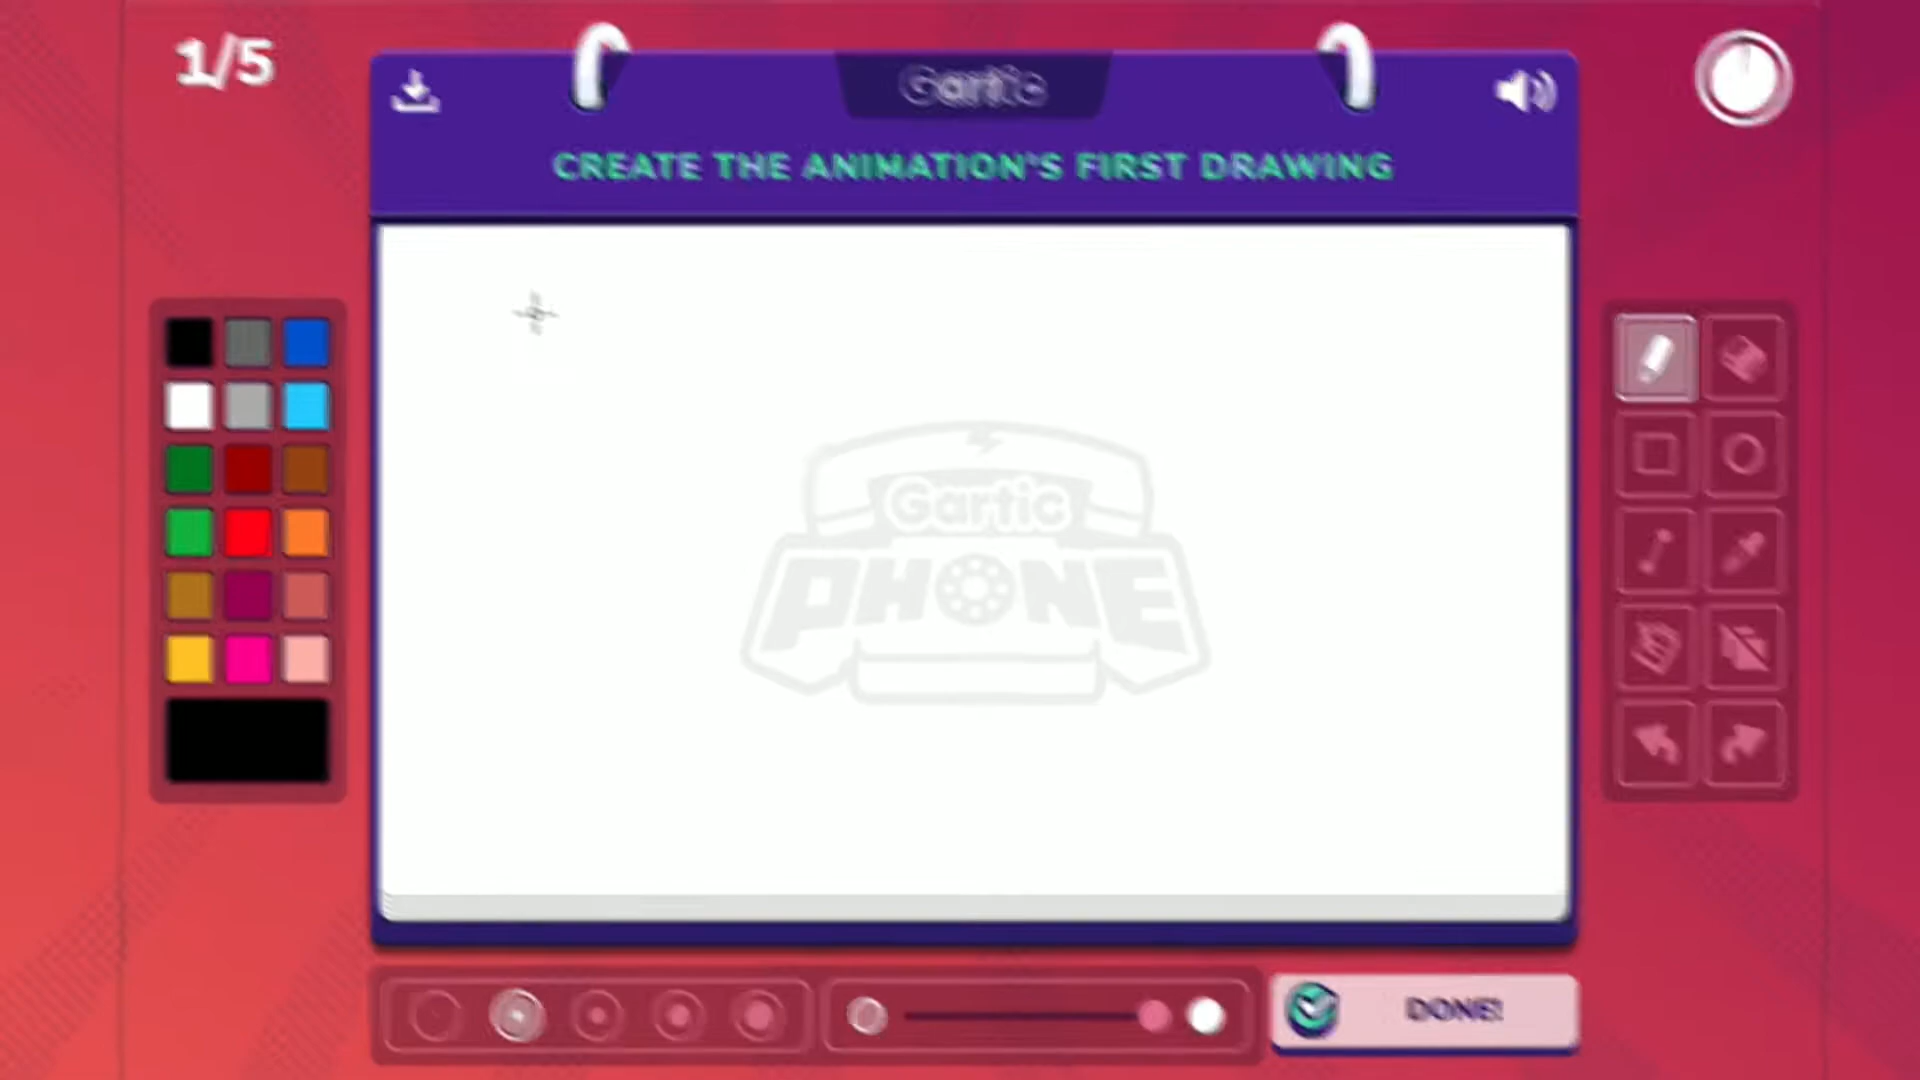 1/5
Gartic
CREATE THE ANIMATION'S FIRST DRAWING
Gartic
PHONE
DONE!